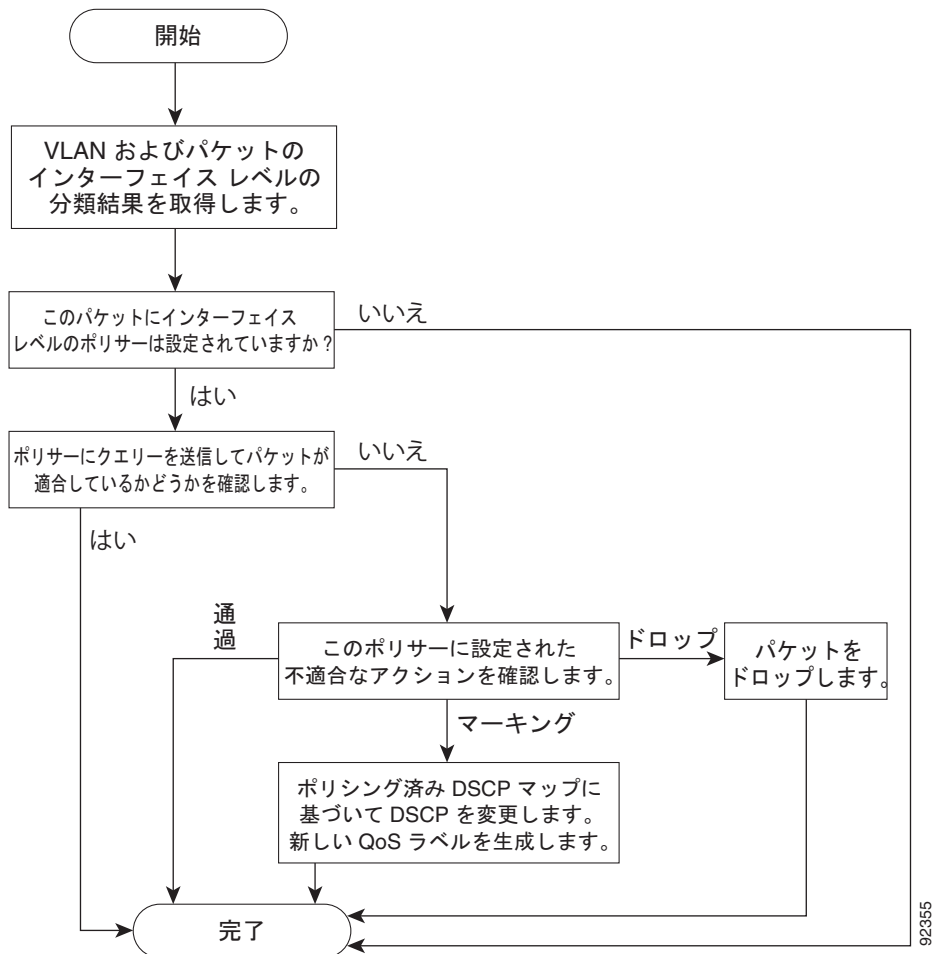 開始
VLAN およびパケットの
インターフェイス レベルの
分類結果を取得します。
このパケットにインターフェイス
レベルのポリサーは設定されていますか?
いいえ
はい
ポリサーにクエリーを送信してパケットが
適合しているかどうかを確認します。
いいえ
はい
通
過
このポリサーに設定された
不適合なアクションを確認します。
ドロップ
パケットを
ドロップします。
マーキング
ポリシング済み DSCP マップに
基づいて DSCP を変更します。
新しい QoS ラベルを生成します。
完了
92355